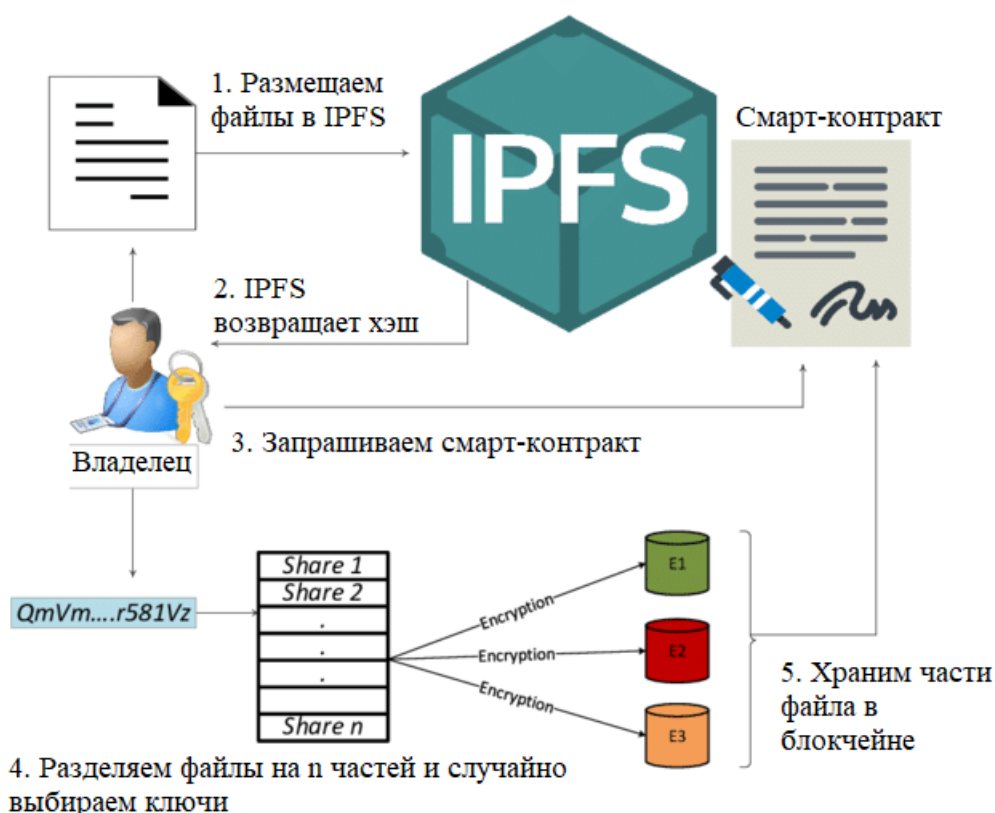 1. Размещаем
файлы в IPFS
IPFS
Смарт-контракт
2. IPFS
возвращает хэш
3. Запрашиваем смарт-контракт
Владелец
QmVm....r581Vz
Share 1
Share 2
.
.
.
Share n
Encryption
Encryption
Encryption
E1
E2
E3
5. Храним части
файла в
блокчейне
4. Разделяем файлы на n частей и случайно
выбираем ключи